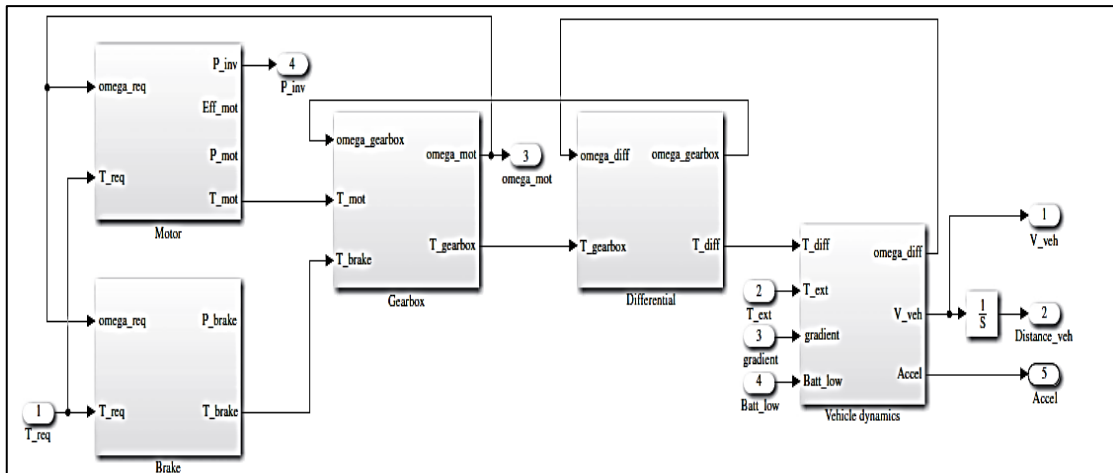 P_inv
omega_req
Eff_mot
P_mot
T_req
T_mot
Motor
4
P_inv
omega_req
P_brake
T_req
T_brake
Brake
1
T_req
omega_gearbox
omega_mot
T_mot
T_gearbox
T_brake
Gearbox
3
omega_mot
omega_diff
omega_gearbox
T_gearbox
T_diff
Differential
T_diff
omega_diff
T_ext
V_veh
gradient
Accel
Batt_low
Vehicle dynamics
2
T_ext
3
gradient
4
Batt_low
1
V_veh
1
S
2
Distance_veh
5
Accel